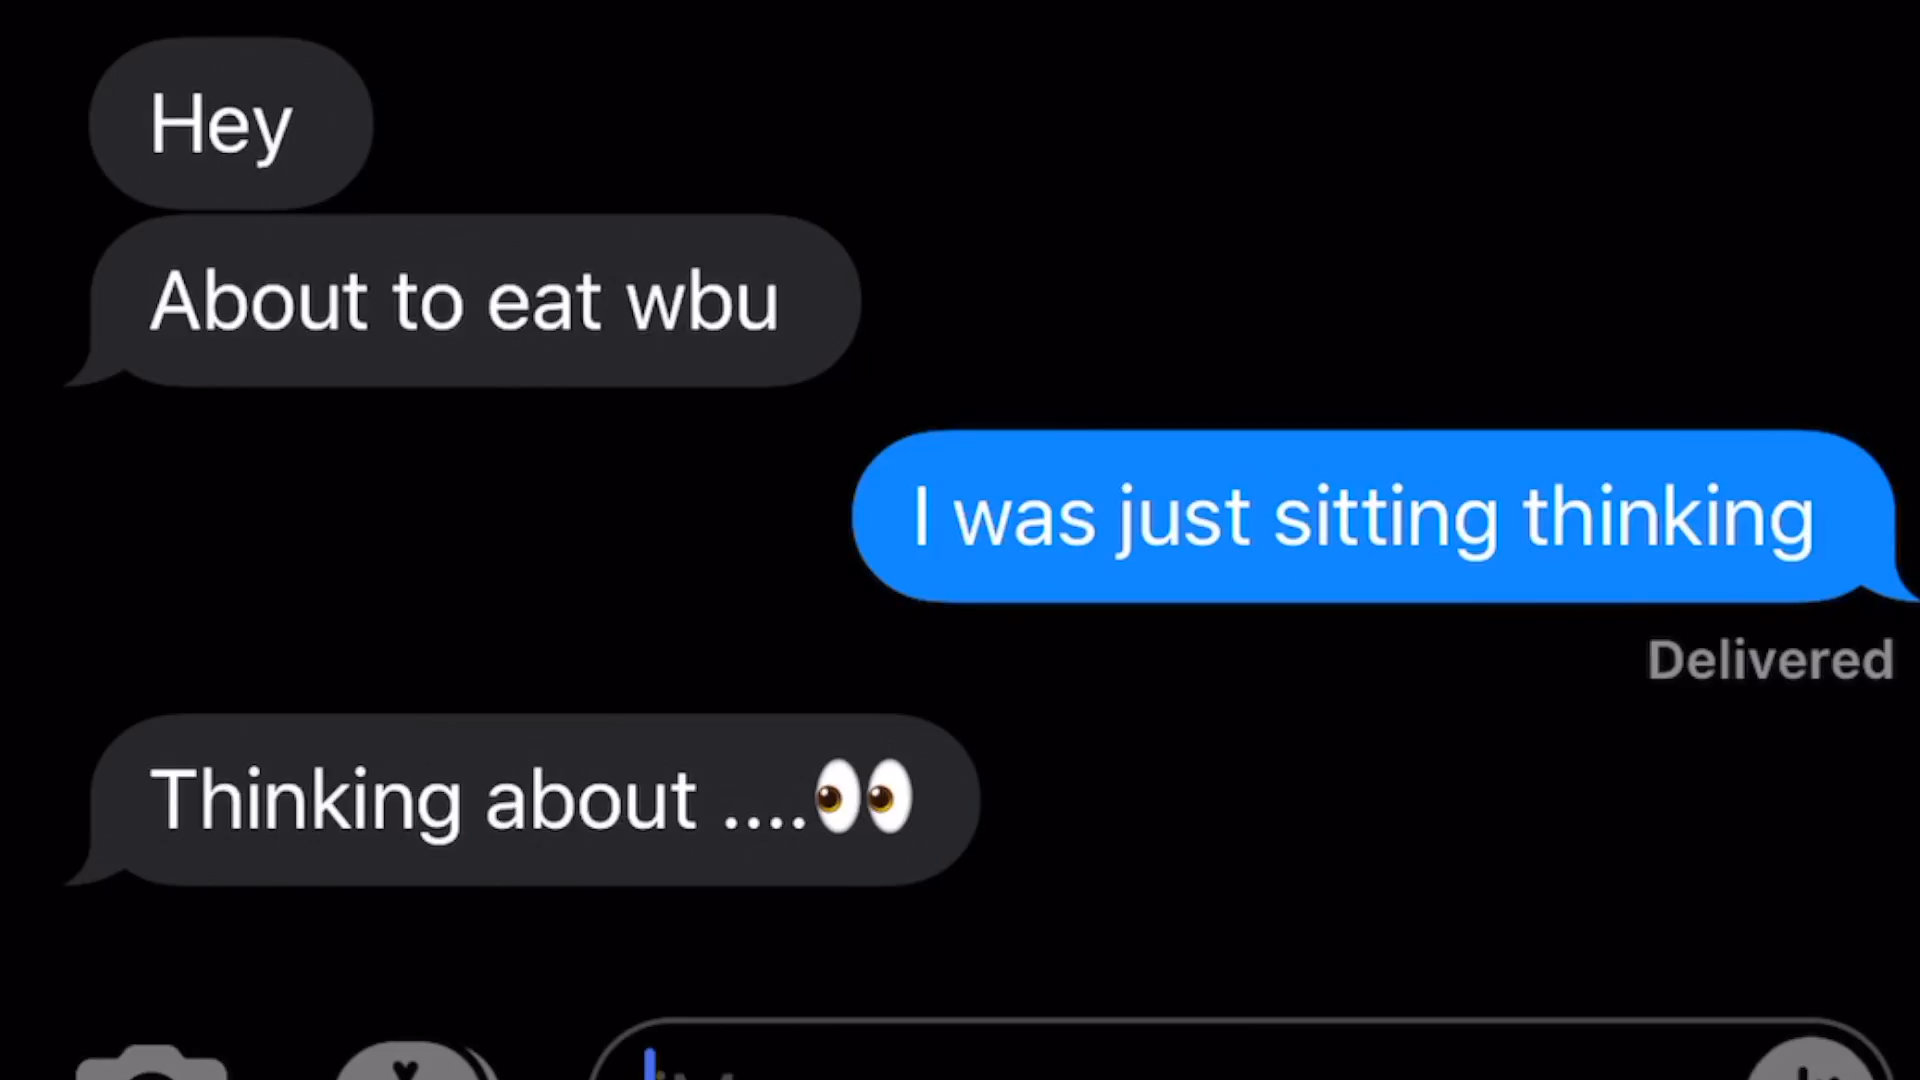 Hey
About to eat wbu
I was just sitting thinking
Delivered
Thinking about ....👀